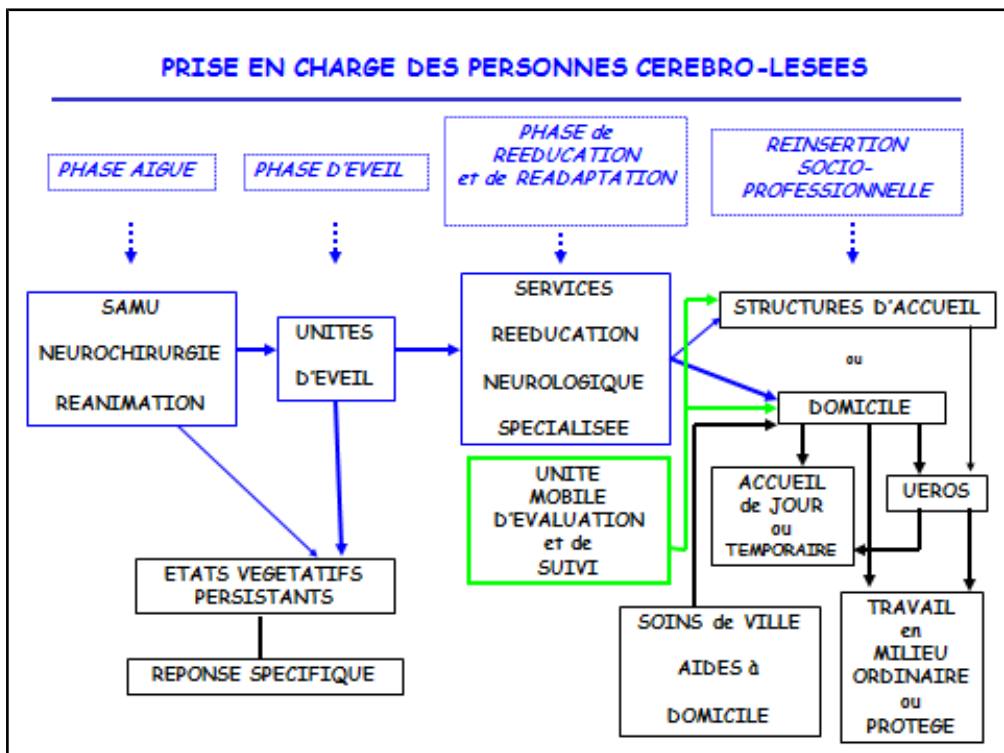 PRISE EN CHARGE DES PERSONNES CEREBRO-LESEES
PHASE AIGUE
PHASE D'EVEIL
PHASE de
REEDUCATION
et de READAPTATION
REINSERTION
SOCIO-
PROFESSIONNELLE
SAMU
NEUROCHIRURGIE
REANIMATION
UNITES
D'EVEIL
SERVICES
REEDUCATION
NEUROLOGIQUE
SPECIALISEE
STRUCTURES D'ACCUEIL
ou
DOMICILE
UNITE
MOBILE
D'EVALUATION
et de
SUIVI
ACCUEIL
de JOUR
ou
TEMPORAIRE
UEROS
ETATS VEGETATIFS
PERSISTANTS
REPONSE SPECIFIQUE
SOINS de VILLE
AIDES à
DOMICILE
TRAVAIL
en
MILIEU
ORDINAIRE
ou
PROTEGE